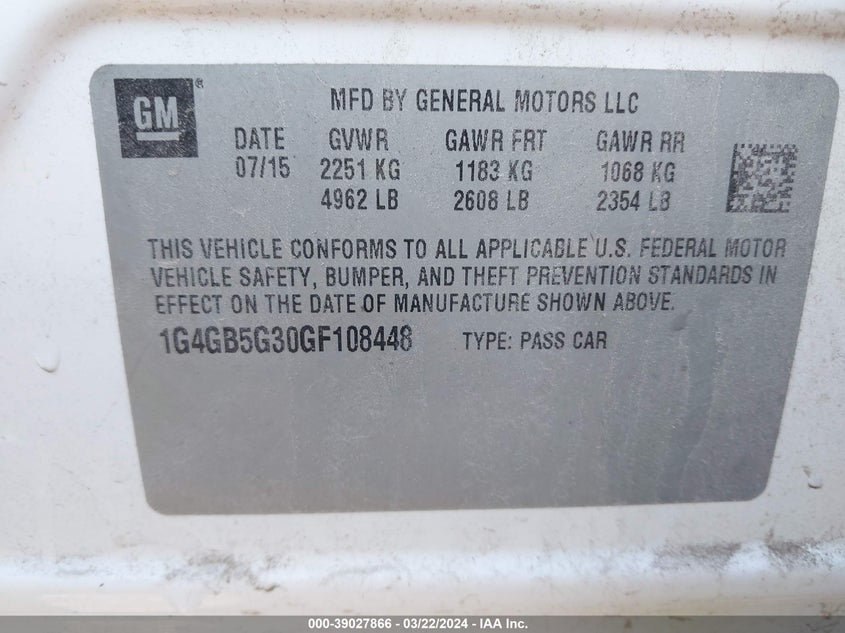 GM ®
MFD BY GENERAL MOTORS LLC
DATE GVWR GAWR FRT GAWR RR
07/15 2251 KG 1183 KG 1068 KG
4962 LB 2608 LB 2354 LB
THIS VEHICLE CONFORMS TO ALL APPLICABLE U.S. FEDERAL MOTOR
VEHICLE SAFETY, BUMPER, AND THEFT PREVENTION STANDARDS IN
EFFECT ON THE DATE OF MANUFACTURE SHOWN ABOVE.
1G4GB5G30GF108448 TYPE: PASS CAR
000-39027866 - 03/22/2024 - IAA Inc.